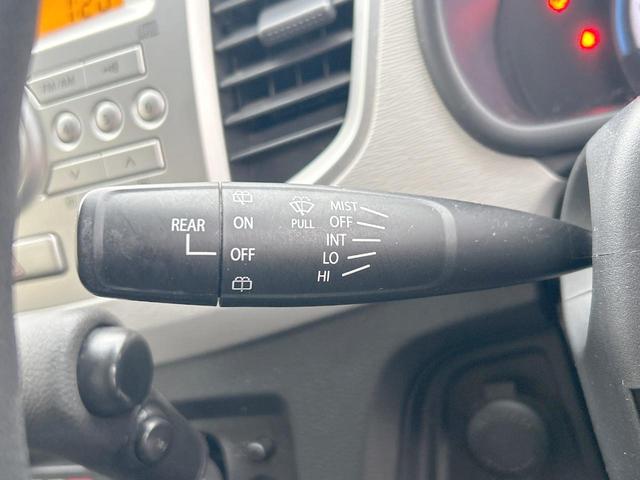 FM/AM
REAR
ON
OFF
PULL
MIST
OFF
INT
LO
HI